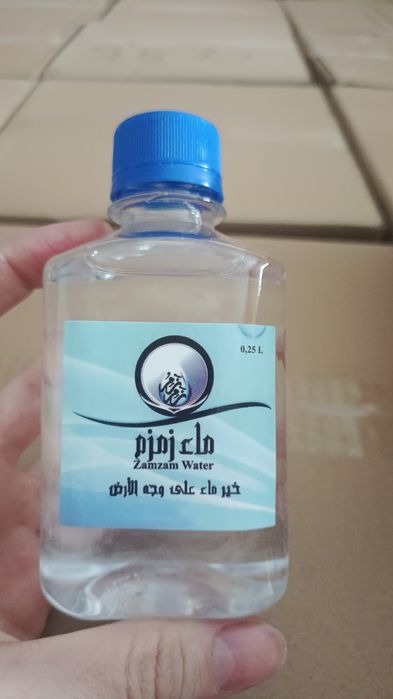 0,25 L
ماء زمزم
Zamzam Water
خير ماء على وجه الأرض